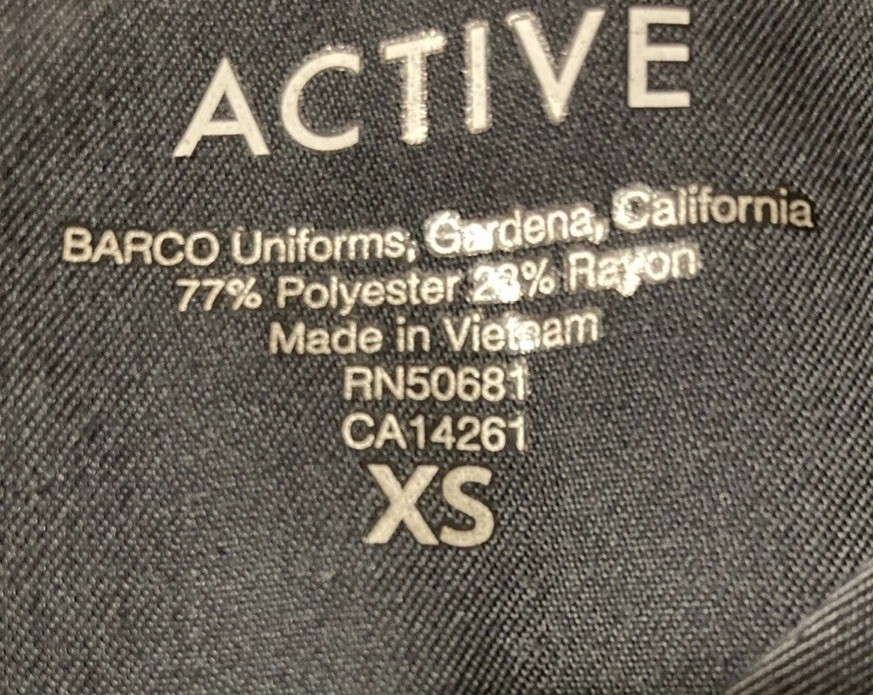 ACTIVE
BARCO Uniforms, Gardena, California
77% Polyester 23% Rayon
Made in Vietnam
RN50681
CA14261
XS